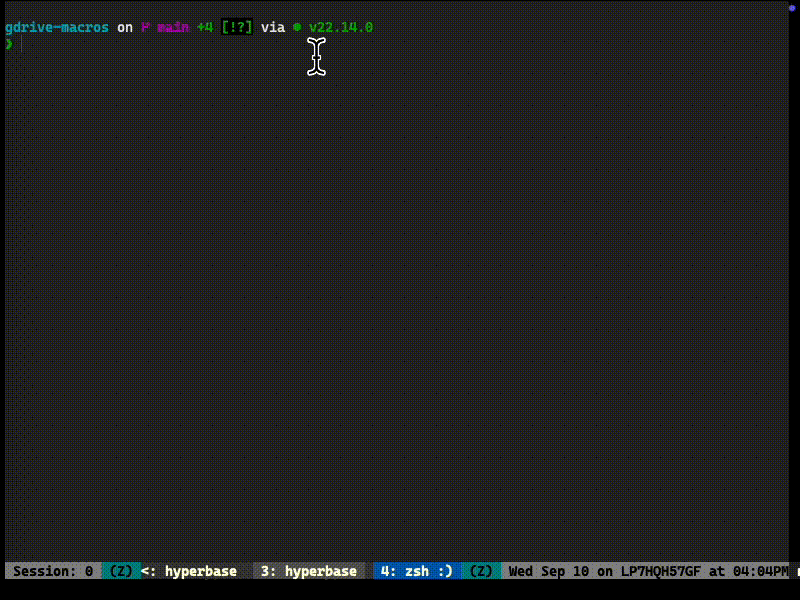 gdrive-macros on main +4 [!?] via v22.14.0
❯
Session: 0 (Z) <: hyperbase 3: hyperbase 4: zsh :) (Z) Wed Sep 10 on LP7HQH57GF at 04:04PM